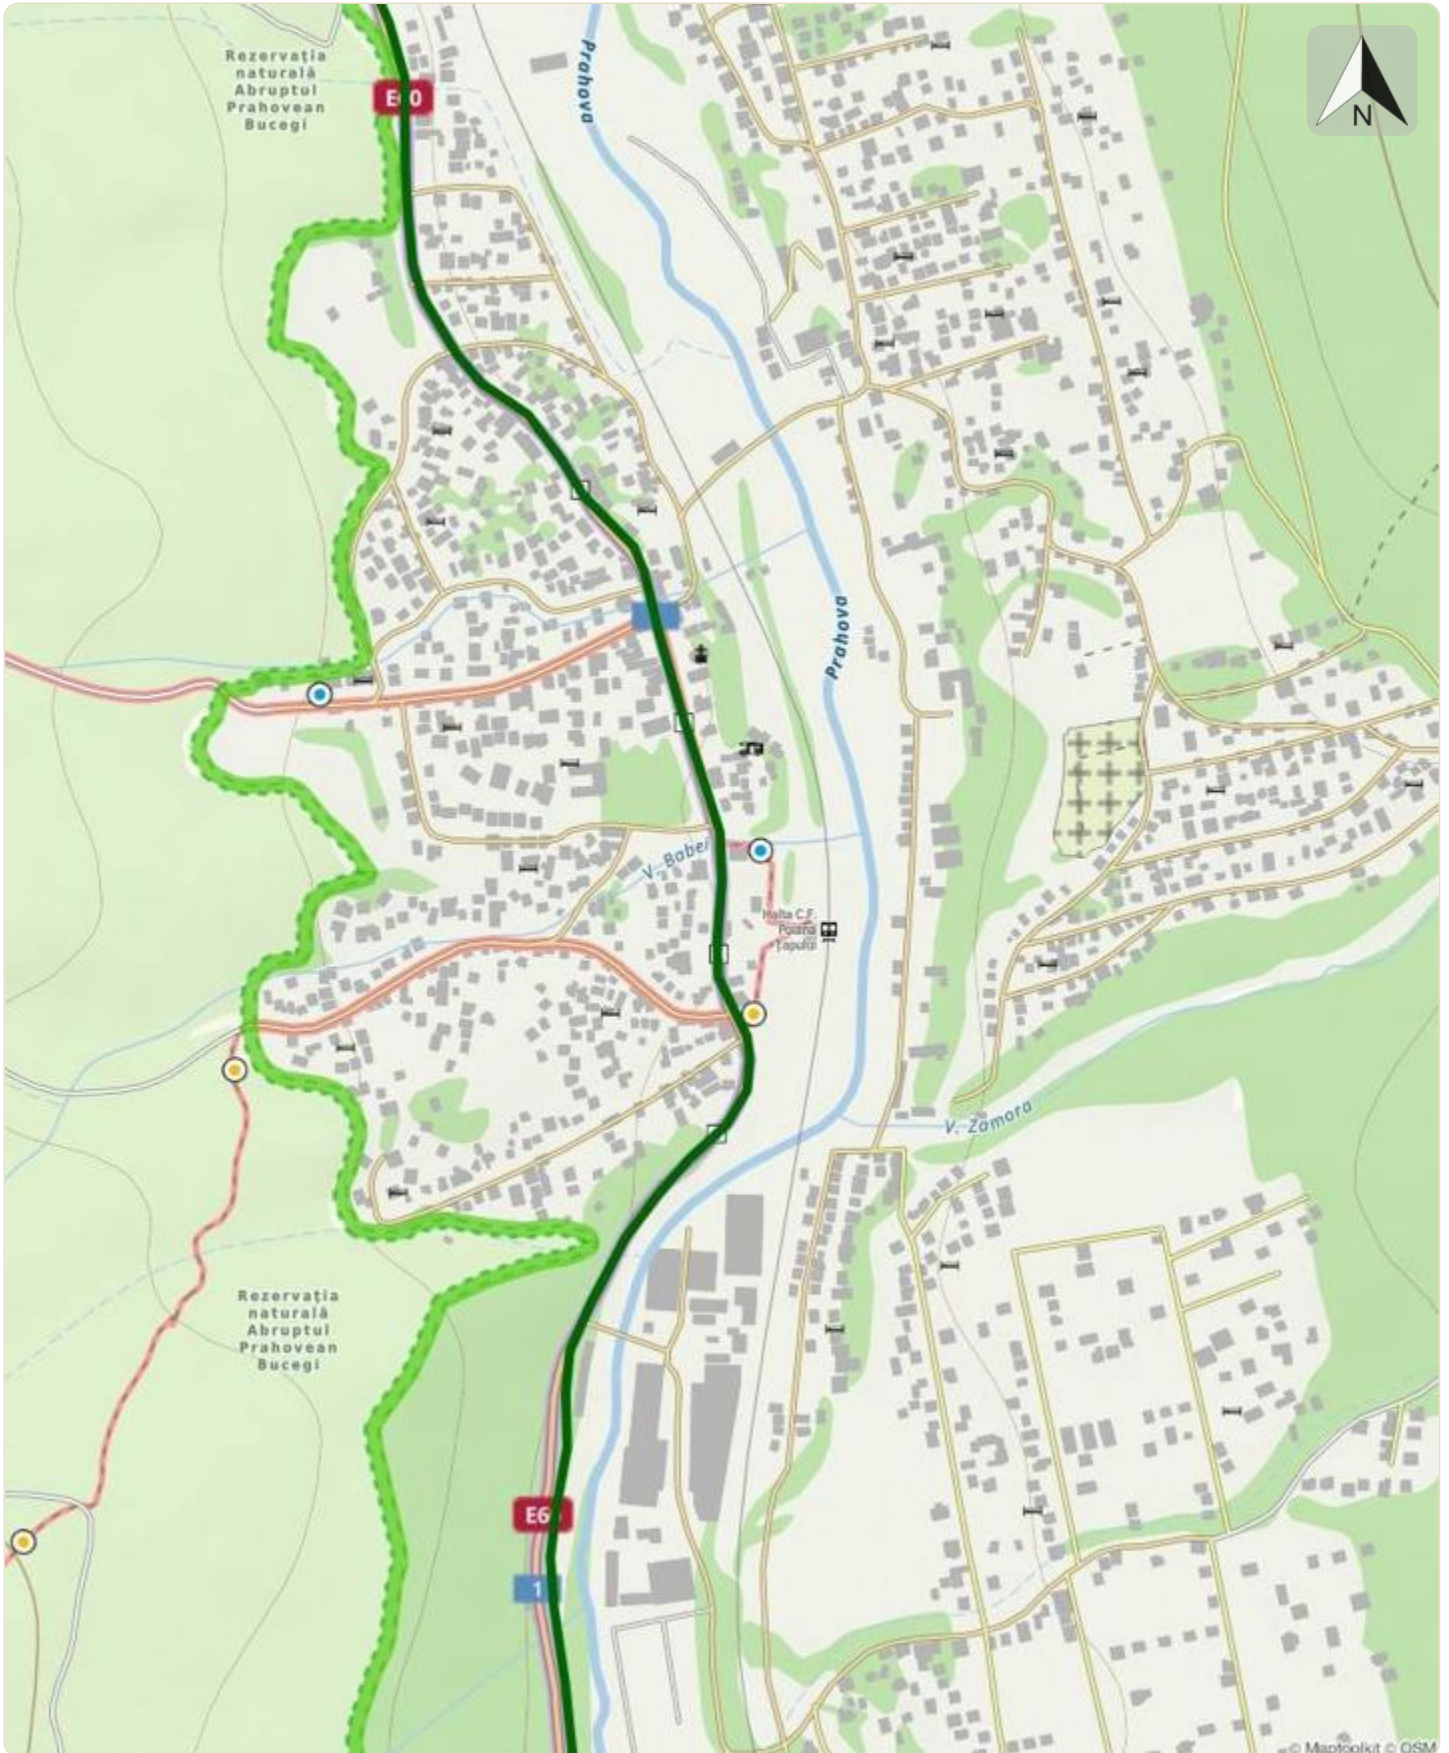 Rezervația
naturală
Abruptul
Prahovean
Bucegi
Prahova
N
Prahova
V. Babei
Halta C.F.
Poiana
Țapului
V. Zamora
Rezervația
naturală
Abruptul
Prahovean
Bucegi
1
© Maptoolkit © OSM